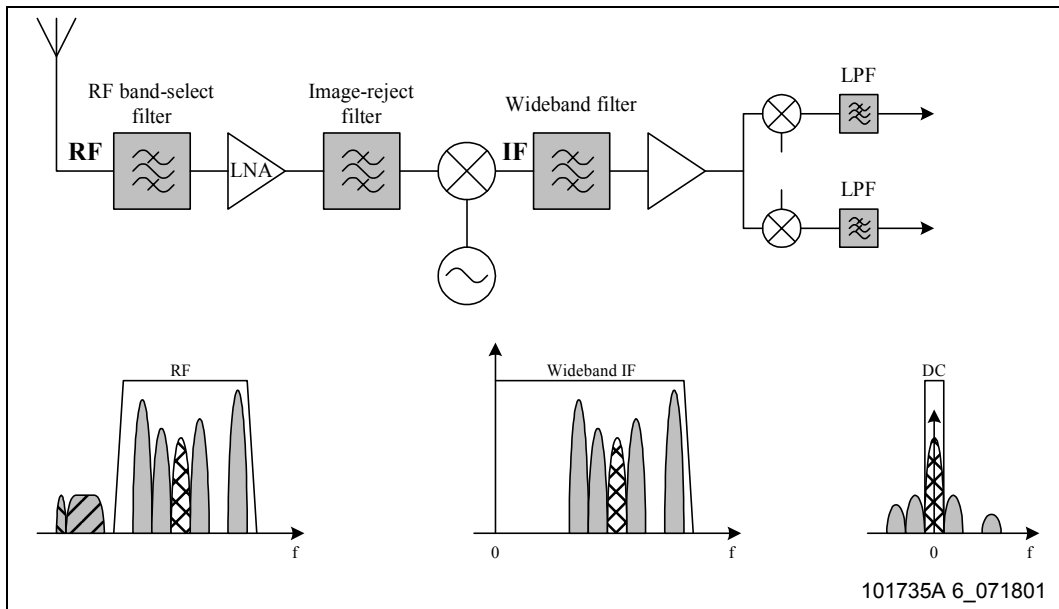 RF band-select
filter
Image-reject
filter
Wideband filter
LPF
RF
LNA
IF
LPF
RF
Wideband IF
DC
f
0
f
0
f
101735A 6_071801